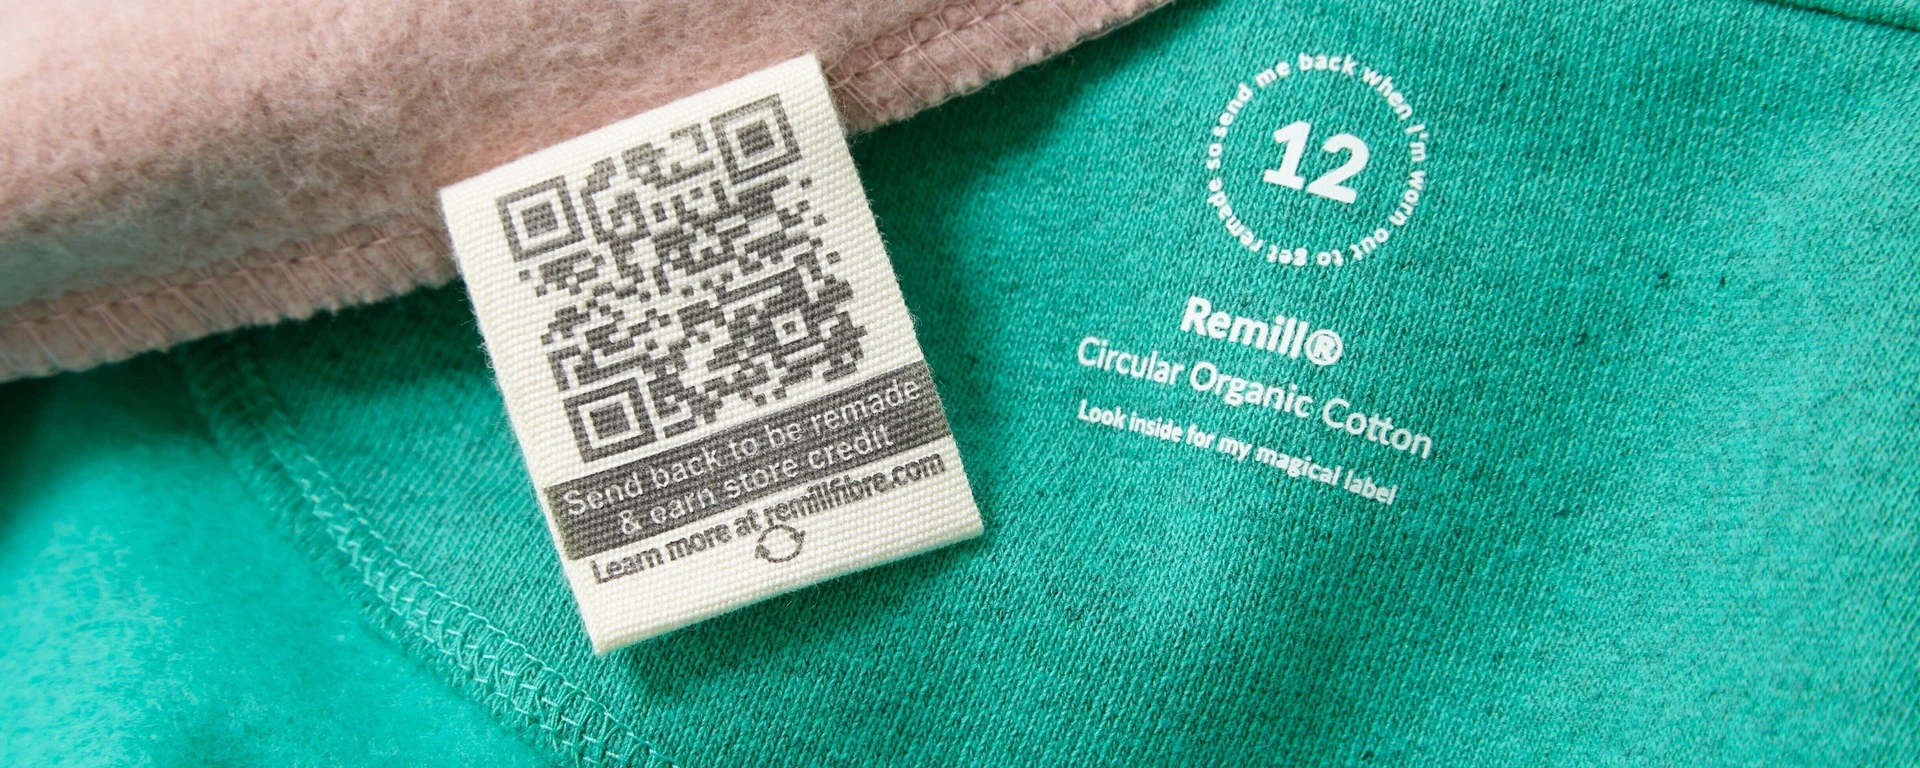 Send back to be remade
& earn store credit
Learn more at remillfibre.com
send me back when I'm worn out to get remade so
12
Remill®
Circular Organic Cotton
Look inside for my magical label